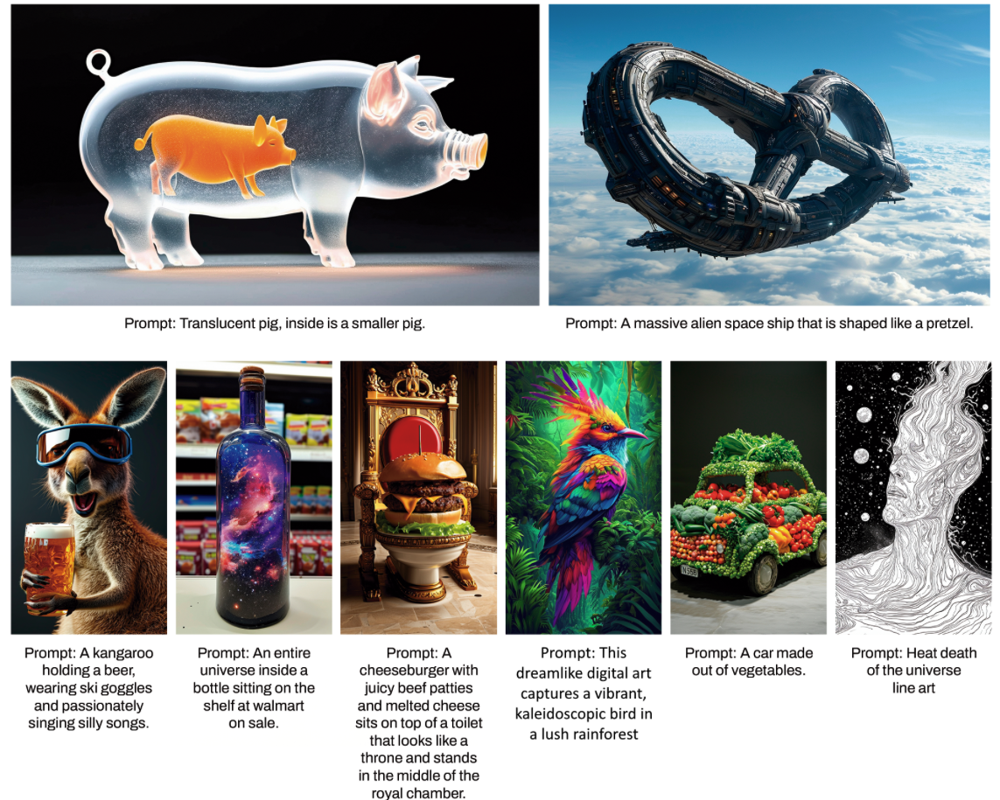 Prompt: Translucent pig, inside is a smaller pig.
Prompt: A massive alien space ship that is shaped like a pretzel.
Prompt: A kangaroo
holding a beer,
wearing ski goggles
and passionately
singing silly songs.
Prompt: An entire
universe inside a
bottle sitting on the
shelf at walmart
on sale.
Prompt: A
cheeseburger with
juicy beef patties
and melted cheese
sits on top of a toilet
that looks like a
throne and stands
in the middle of the
royal chamber.
Prompt: This
dreamlike digital art
captures a vibrant,
kaleidoscopic bird in
a lush rainforest
Prompt: A car made
out of vegetables.
Prompt: Heat death
of the universe
line art